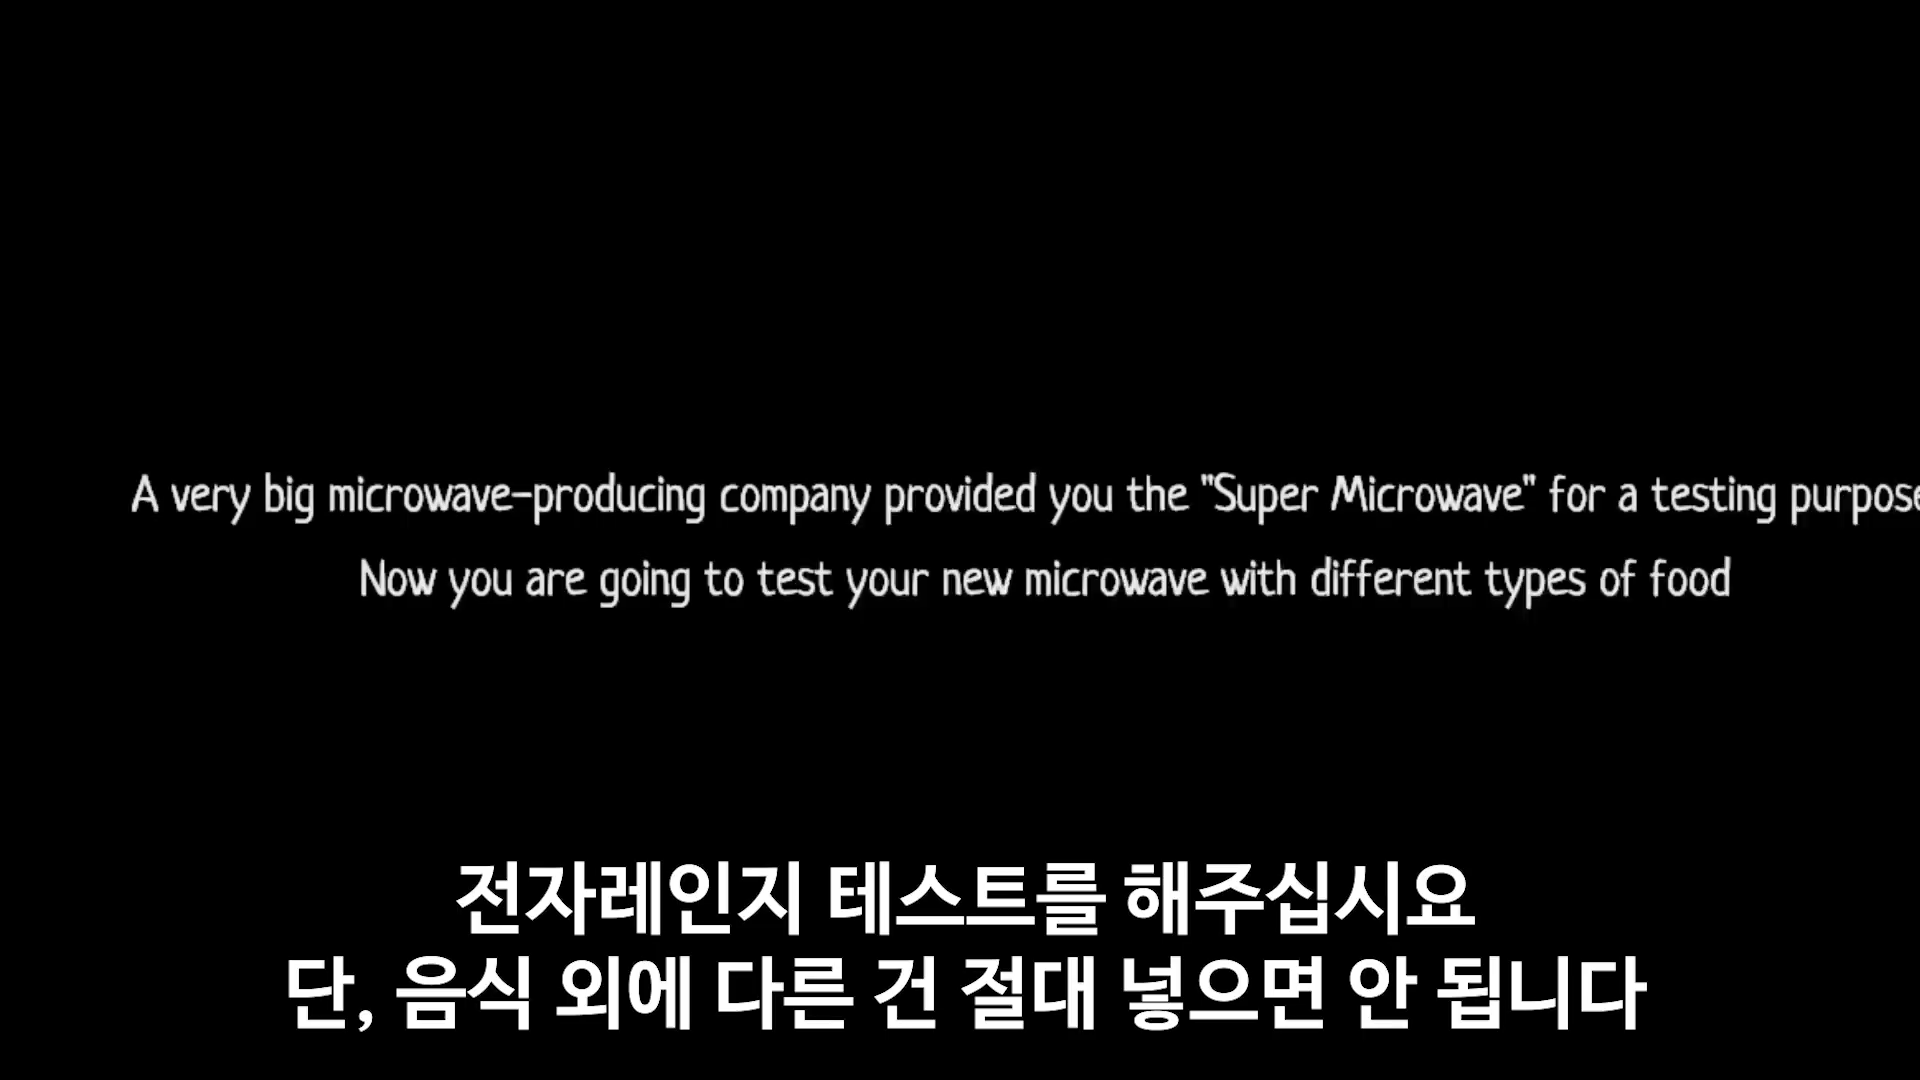 A very big microwave-producing company provided you the "Super Microwave" for a testing purpose
Now you are going to test your new microwave with different types of food
전자레인지 테스트를 해주십시요
단, 음식 외에 다른 건 절대 넣으면 안 됩니다